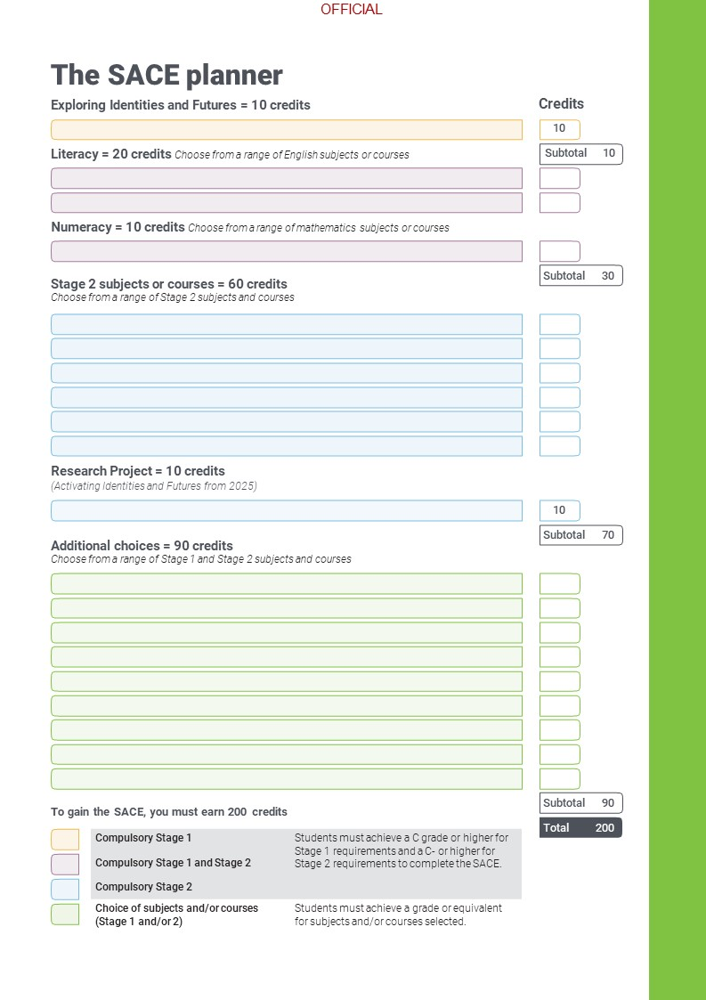 OFFICIAL
The SACE planner
Exploring Identities and Futures = 10 credits
Credits
10
Literacy = 20 credits Choose from a range of English subjects or courses
Subtotal 10
Numeracy = 10 credits Choose from a range of mathematics subjects or courses
Subtotal 30
Stage 2 subjects or courses = 60 credits
Choose from a range of Stage 2 subjects and courses
Research Project = 10 credits
(Activating Identities and Futures from 2025)
10
Subtotal 70
Additional choices = 90 credits
Choose from a range of Stage 1 and Stage 2 subjects and courses
Subtotal 90
To gain the SACE, you must earn 200 credits
Total 200
Compulsory Stage 1
Compulsory Stage 1 and Stage 2
Compulsory Stage 2
Students must achieve a C grade or higher for
Stage 1 requirements and a C- or higher for
Stage 2 requirements to complete the SACE.
Choice of subjects and/or courses
(Stage 1 and/or 2)
Students must achieve a grade or equivalent
for subjects and/or courses selected.